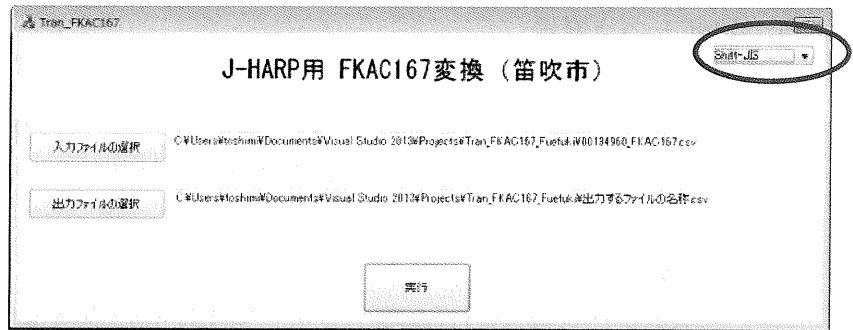 Tran_FKAC167
Shift-JIS
J-HARP用 FKAC167変換 (笛吹市)
入力ファイルの選択
C:¥Users¥toshimi¥Documents¥Visual Studio 2013¥Projects¥Tran_FKAC167_Fuefuki¥00134960_FKAC167.csv
出力ファイルの選択
C:¥Users¥toshimi¥Documents¥Visual Studio 2013¥Projects¥Tran_FKAC167_Fuefuki¥出力するファイルの名称.csv
実行